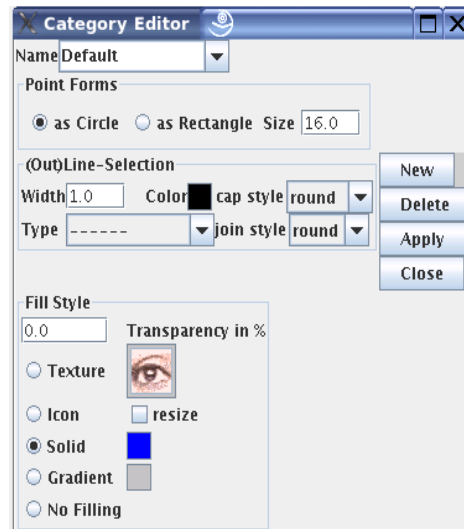 Category Editor
Name Default
Point Forms
as Circle as Rectangle Size 16.0
(Out)Line-Selection
Width 1.0 Color cap style round
Type ------ join style round
New
Delete
Apply
Close
Fill Style
0.0 Transparency in %
Texture
Icon resize
Solid
Gradient
No Filling